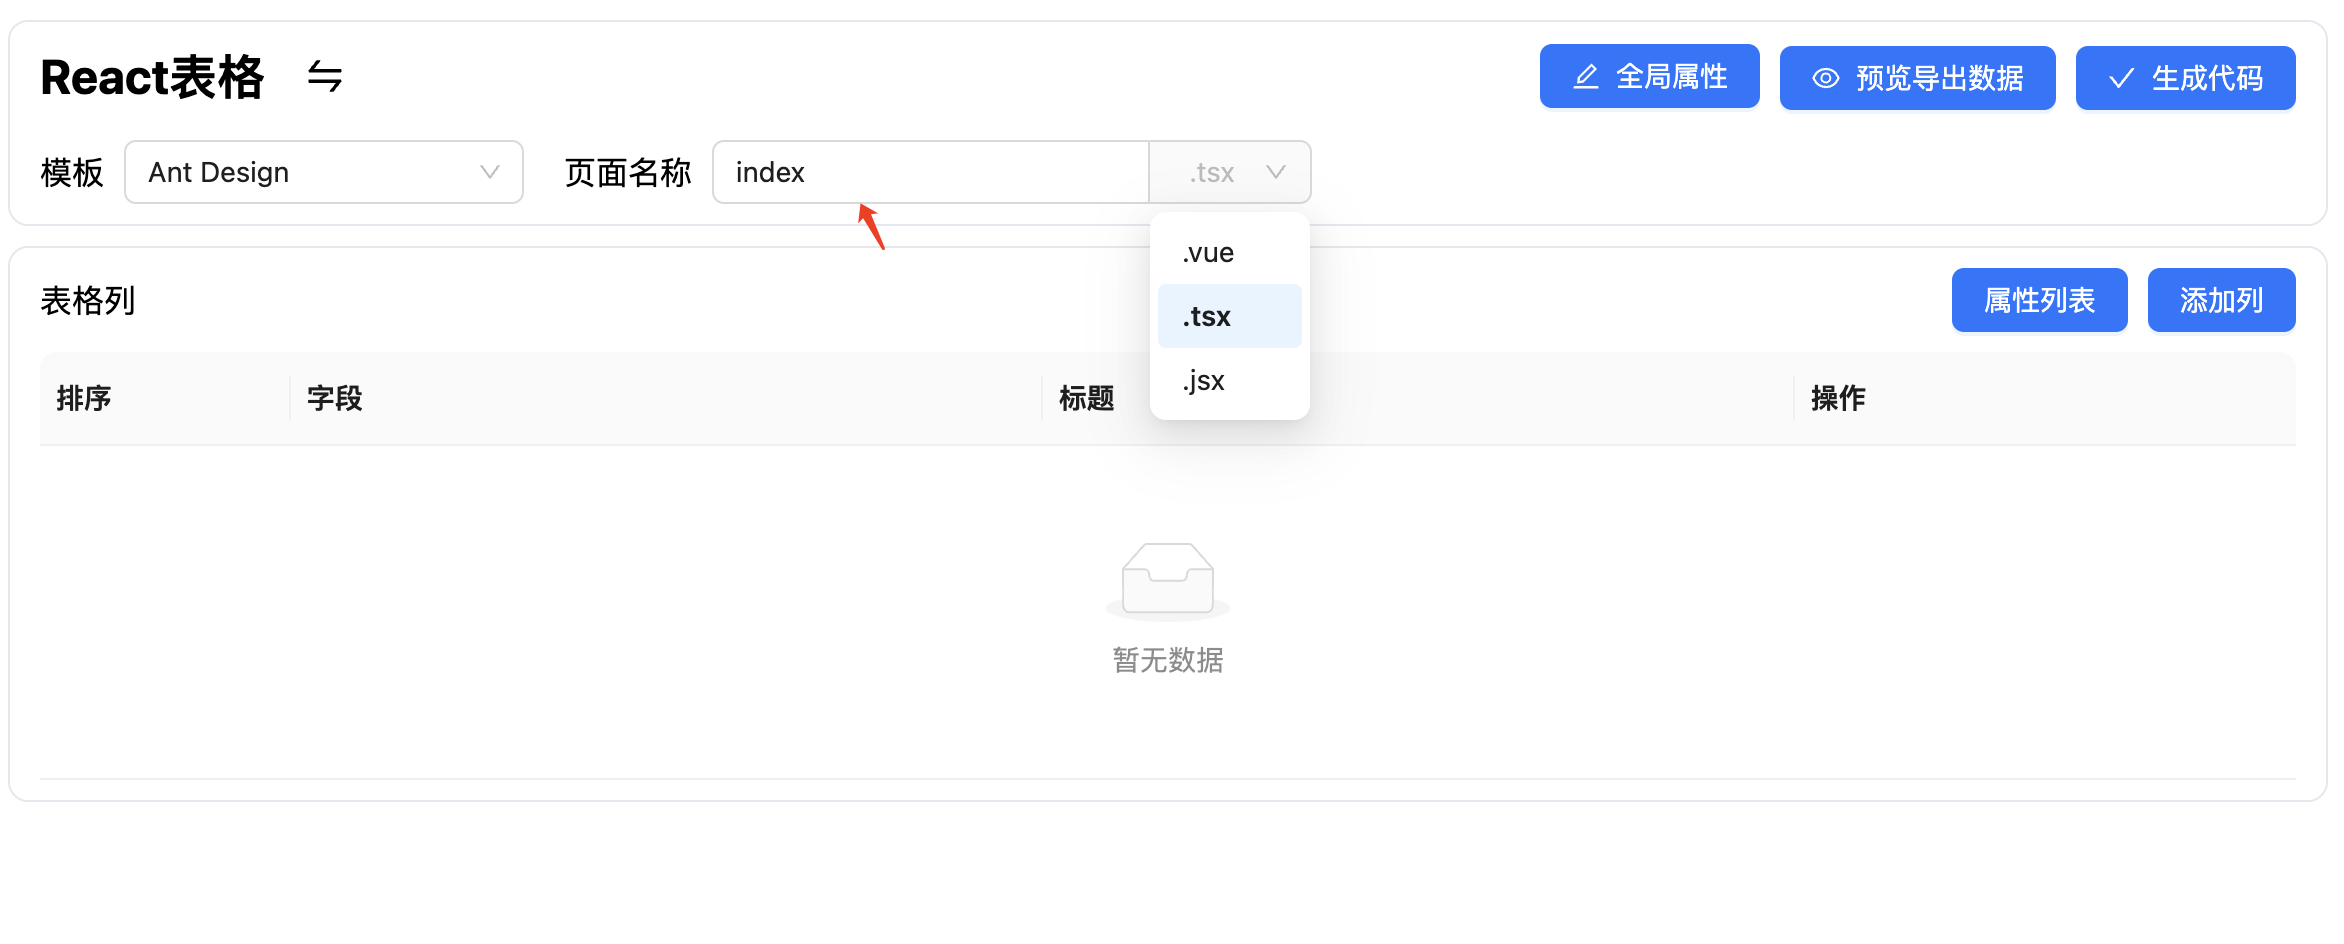 React表格
全局属性
预览导出数据
生成代码
模板
Ant Design
页面名称
index
.tsx
.vue
.tsx
.jsx
表格列
属性列表
添加列
排序
字段
标题
操作
暂无数据